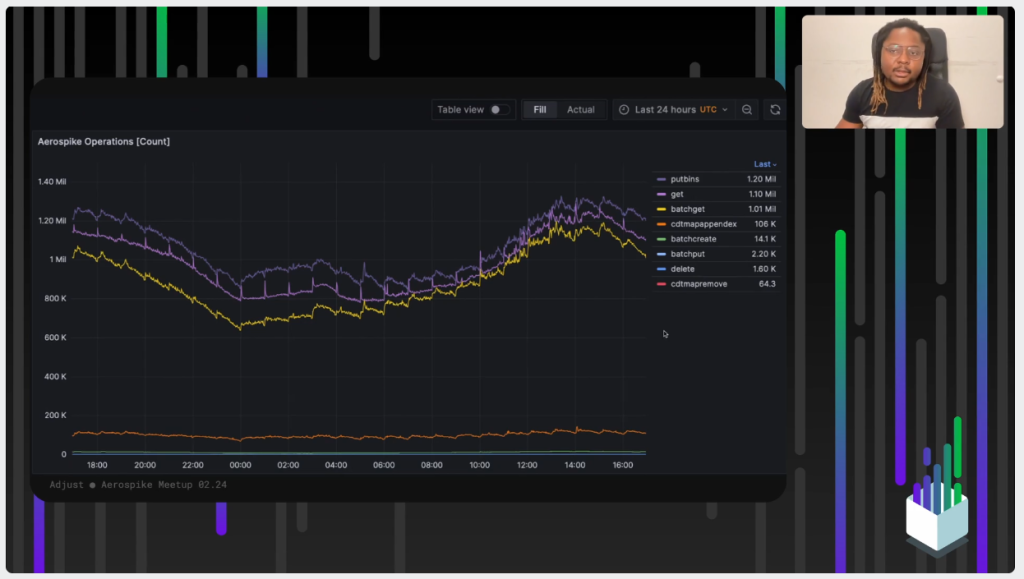 Table view Fill Actual Last 24 hours UTC
Aerospike Operations [Count]
Last
1.40 Mil
1.20 Mil
1 Mil
800 K
600 K
400 K
200 K
0
18:00 20:00 22:00 00:00 02:00 04:00 06:00 08:00 10:00 12:00 14:00 16:00
putbins 1.20 Mil
get 1.10 Mil
batchget 1.01 Mil
cdtmapappendex 106 K
batchcreate 14.1 K
batchput 2.20 K
delete 1.60 K
cdtmapremove 64.3
Adjust ● Aerospike Meetup 02.24